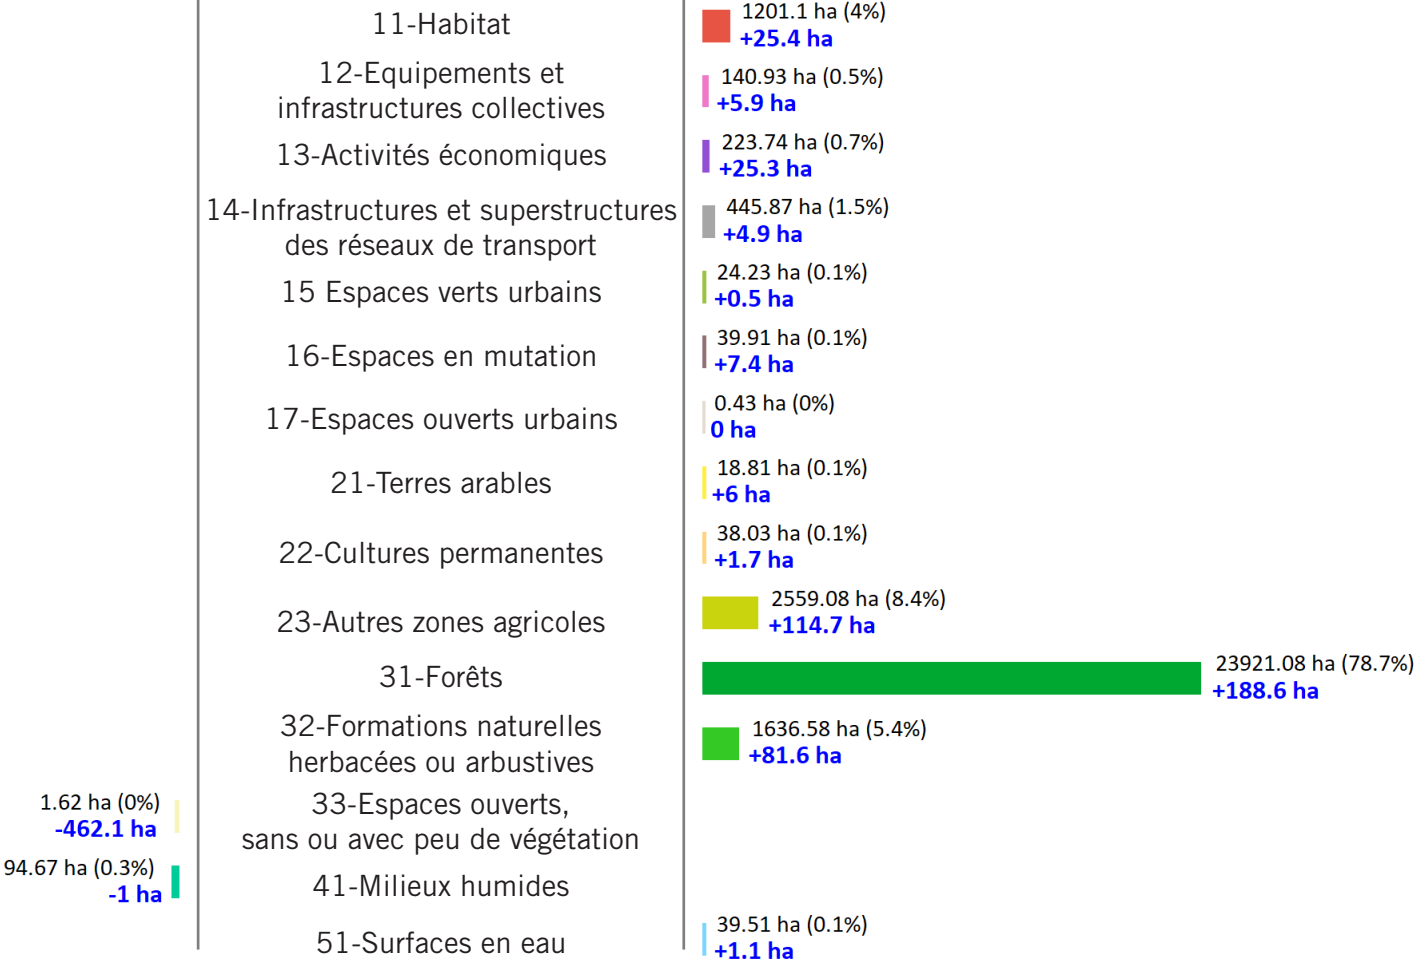 11-Habitat
1201.1 ha (4%)
+25.4 ha
12-Equipements et
infrastructures collectives
140.93 ha (0.5%)
+5.9 ha
13-Activités économiques
223.74 ha (0.7%)
+25.3 ha
14-Infrastructures et superstructures
des réseaux de transport
445.87 ha (1.5%)
+4.9 ha
15 Espaces verts urbains
24.23 ha (0.1%)
+0.5 ha
16-Espaces en mutation
39.91 ha (0.1%)
+7.4 ha
17-Espaces ouverts urbains
0.43 ha (0%)
0 ha
21-Terres arables
18.81 ha (0.1%)
+6 ha
22-Cultures permanentes
38.03 ha (0.1%)
+1.7 ha
23-Autres zones agricoles
2559.08 ha (8.4%)
+114.7 ha
31-Forêts
23921.08 ha (78.7%)
+188.6 ha
32-Formations naturelles
herbacées ou arbustives
1636.58 ha (5.4%)
+81.6 ha
1.62 ha (0%)
-462.1 ha
33-Espaces ouverts,
sans ou avec peu de végétation
94.67 ha (0.3%)
-1 ha
41-Milieux humides
51-Surfaces en eau
39.51 ha (0.1%)
+1.1 ha